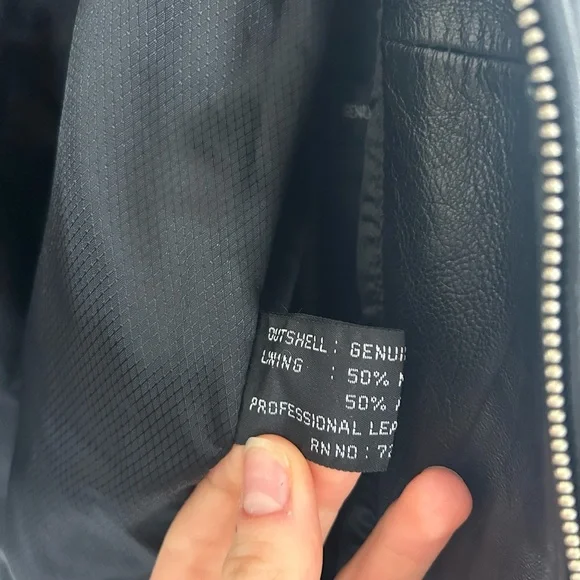 OUTSHELL : GENUI
LINING : 50% N
50% A
PROFESSIONAL LEA
RN NO : 7